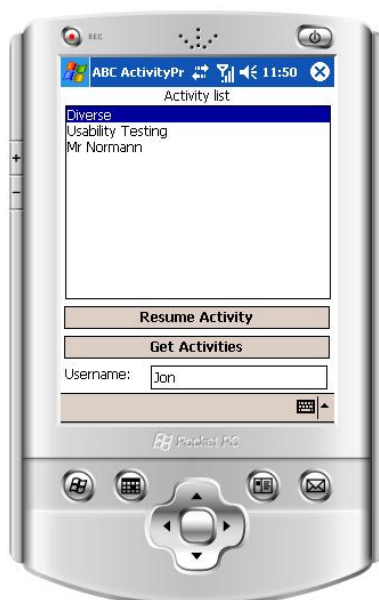 REC
ABC ActivityPr 11:50
Activity list
Diverse
Usability Testing
Mr Normann
Resume Activity
Get Activities
Username: Jon
Pocket PC